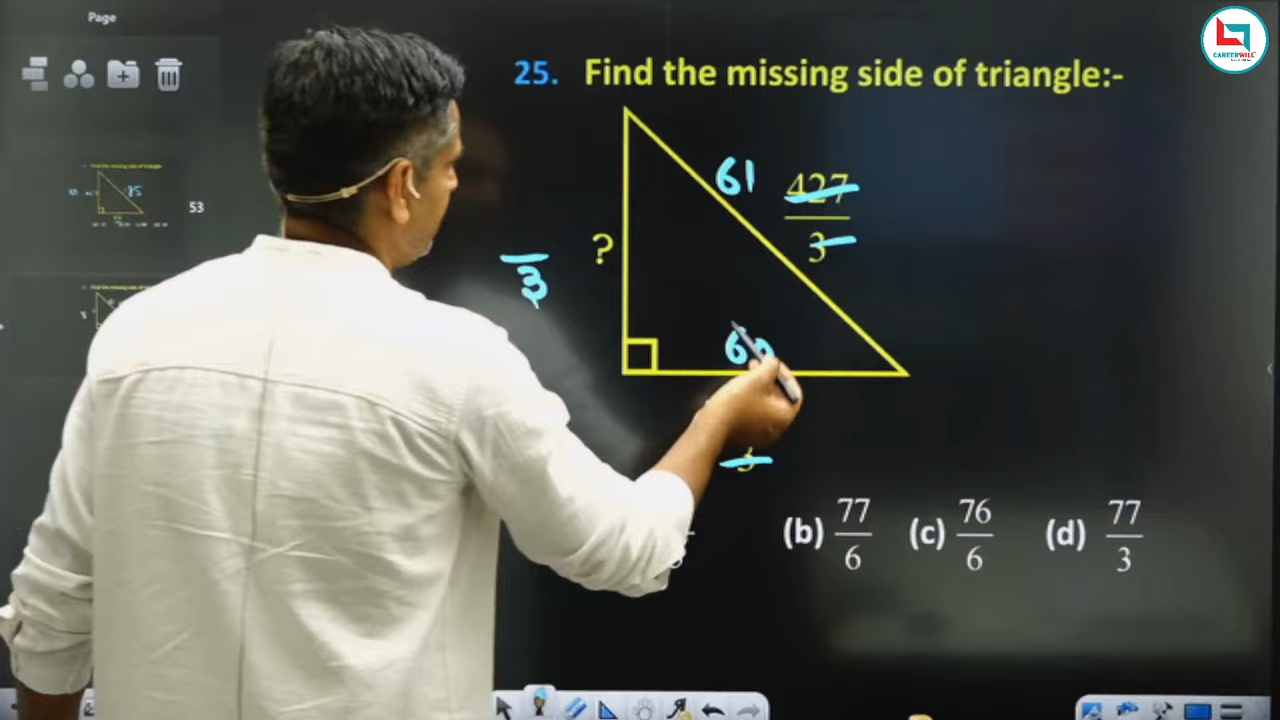 Page
CAREERWILL
25. Find the missing side of triangle:-
53
61
427
3
?
3
60
(b) 77/6 (c) 76/6 (d) 77/3